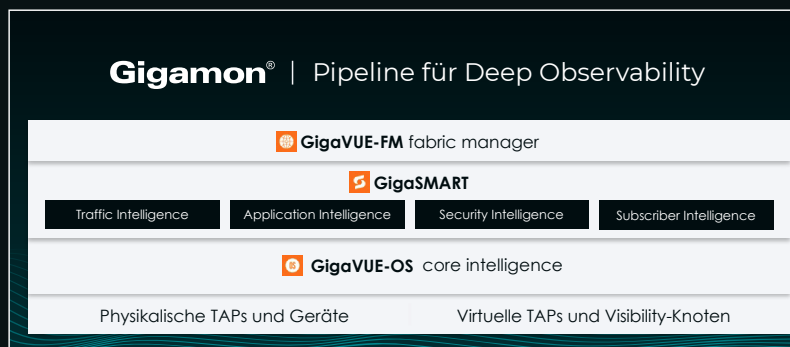 Gigamon® | Pipeline für Deep Observability
GigaVUE-FM fabric manager
GigaSMART
Traffic Intelligence Application Intelligence Security Intelligence Subscriber Intelligence
GigaVUE-OS core intelligence
Physikalische TAPs und Geräte Virtuelle TAPs und Visibility-Knoten